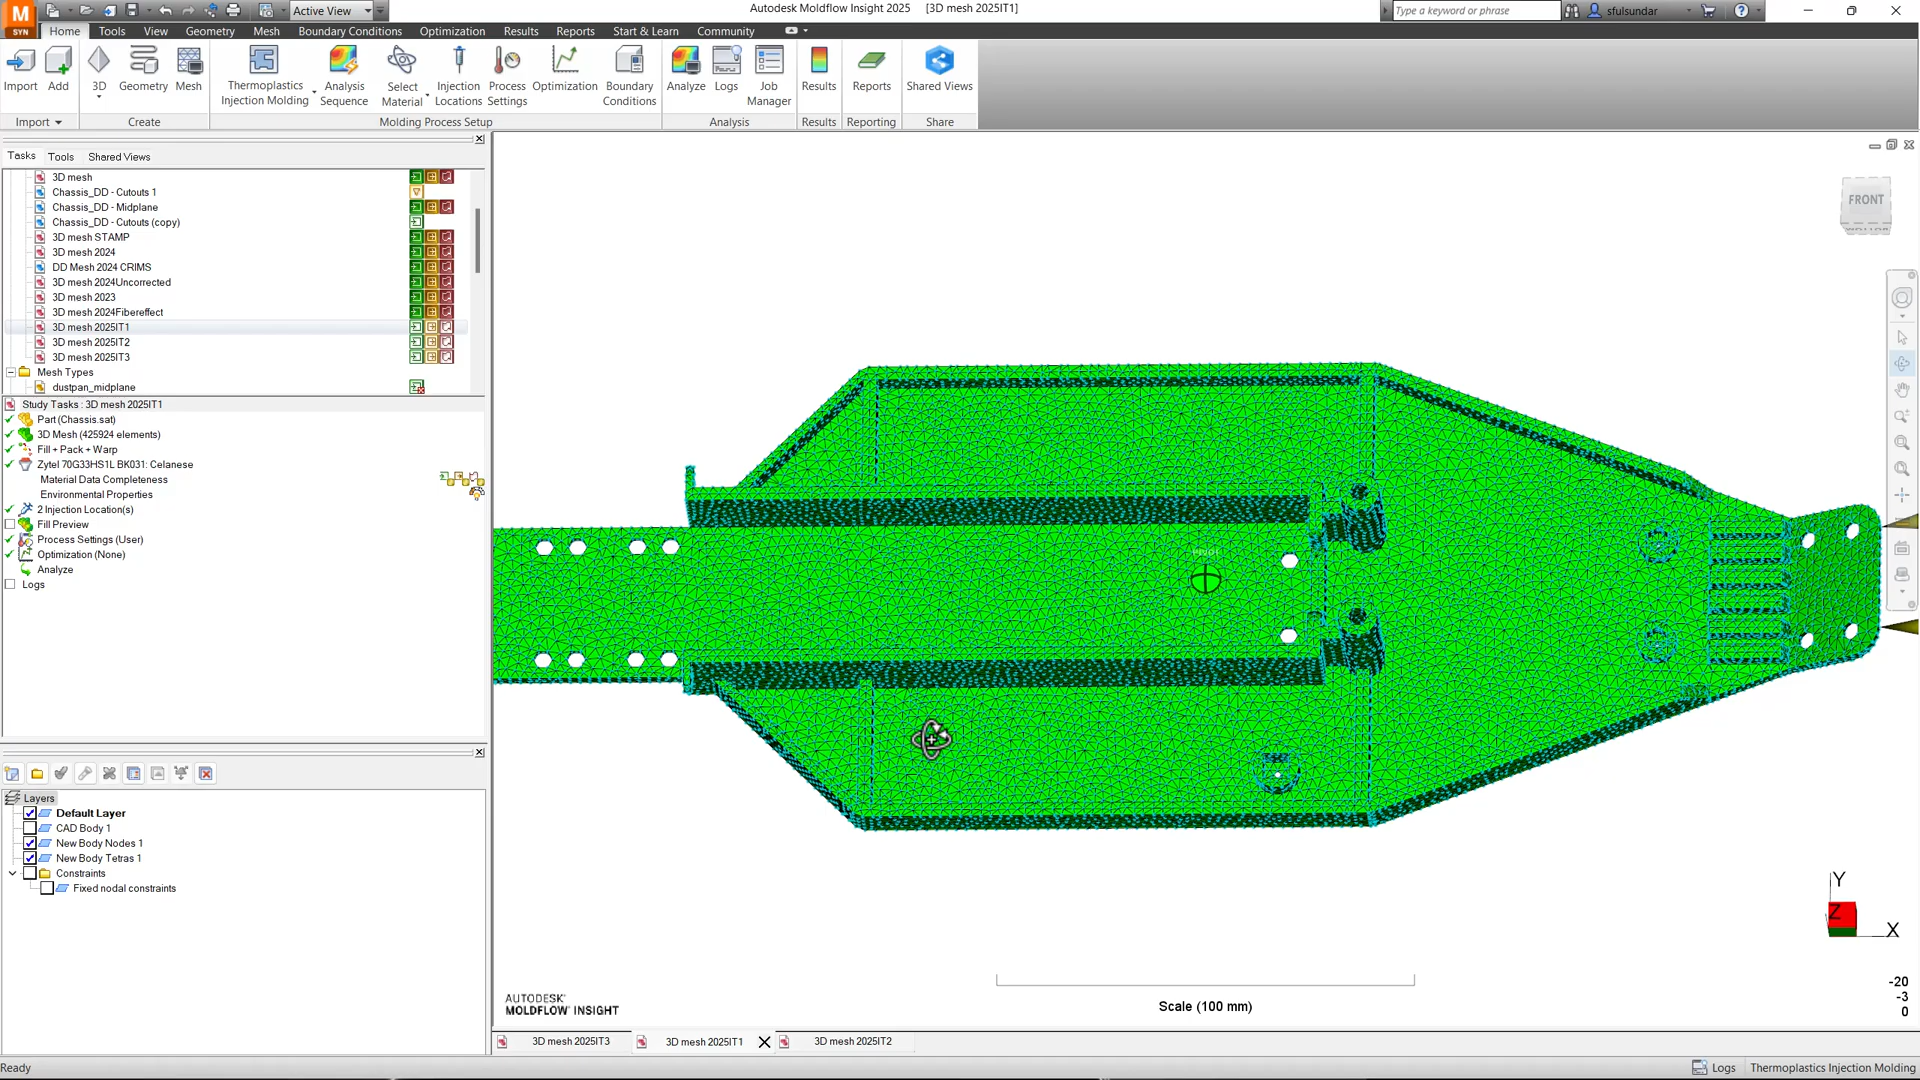 M
SYN
Active View
Autodesk Moldflow Insight 2025 [3D mesh 2025IT1]
Type a keyword or phrase
sfulsundar
Home Tools View Geometry Mesh Boundary Conditions Optimization Results Reports Start & Learn Community
Import Add 3D Geometry Mesh
Thermoplastics Injection Molding
Analysis Sequence
Select Material
Injection Locations
Process Settings
Optimization
Boundary Conditions
Analyze Logs
Job Manager
Results Reports Shared Views
Import Create Molding Process Setup Analysis Results Reporting Share
Tasks Tools Shared Views
3D mesh
Chassis_DD - Cutouts 1
Chassis_DD - Midplane
Chassis_DD - Cutouts (copy)
3D mesh STAMP
3D mesh 2024
DD Mesh 2024 CRIMS
3D mesh 2024Uncorrected
3D mesh 2023
3D mesh 2024Fibereffect
3D mesh 2025IT1
3D mesh 2025IT2
3D mesh 2025IT3
Mesh Types
dustpan_midplane
Study Tasks : 3D mesh 2025IT1
Part (Chassis.sat)
3D Mesh (425924 elements)
Fill + Pack + Warp
Zytel 70G33HS1L BK031: Celanese
Material Data Completeness
Environmental Properties
2 Injection Location(s)
Fill Preview
Process Settings (User)
Optimization (None)
Analyze
Logs
Layers
Default Layer
CAD Body 1
New Body Nodes 1
New Body Tetras 1
Constraints
Fixed nodal constraints
FRONT
PIVOT
Y
Z
X
-20
-3
0
AUTODESK
MOLDFLOW INSIGHT
Scale (100 mm)
3D mesh 2025IT3 3D mesh 2025IT1 3D mesh 2025IT2
Ready
Logs Thermoplastics Injection Molding